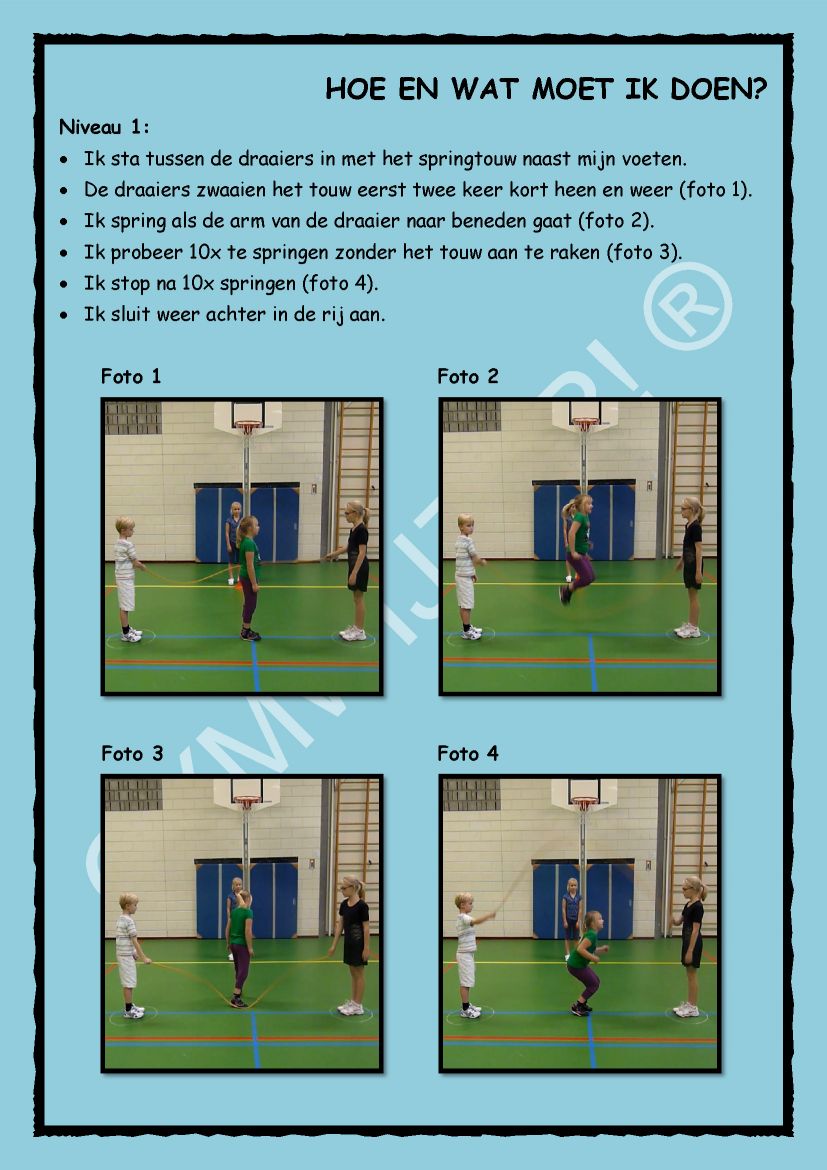 HOE EN WAT MOET IK DOEN?
Niveau 1:
• Ik sta tussen de draaiers in met het springtouw naast mijn voeten.
• De draaiers zwaaien het touw eerst twee keer kort heen en weer (foto 1).
• Ik spring als de arm van de draaier naar beneden gaat (foto 2).
• Ik probeer 10x te springen zonder het touw aan te raken (foto 3).
• Ik stop na 10x springen (foto 4).
• Ik sluit weer achter in de rij aan.
Foto 1
Foto 2
Foto 3
Foto 4